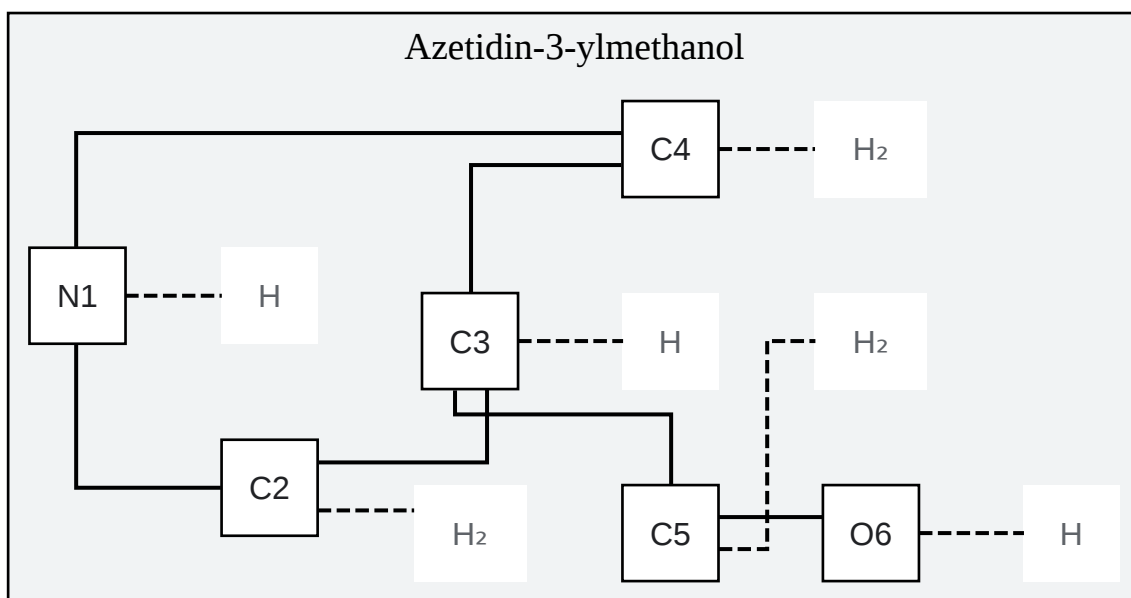 Azetidin-3-ylmethanol
C4
H₂
N1
H
C3
H
H₂
C2
H₂
C5
O6
H